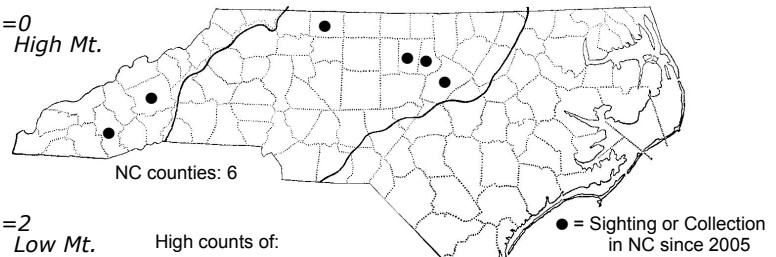 =0
High Mt.
NC counties: 6
=2
Low Mt.
High counts of:
● = Sighting or Collection
in NC since 2005